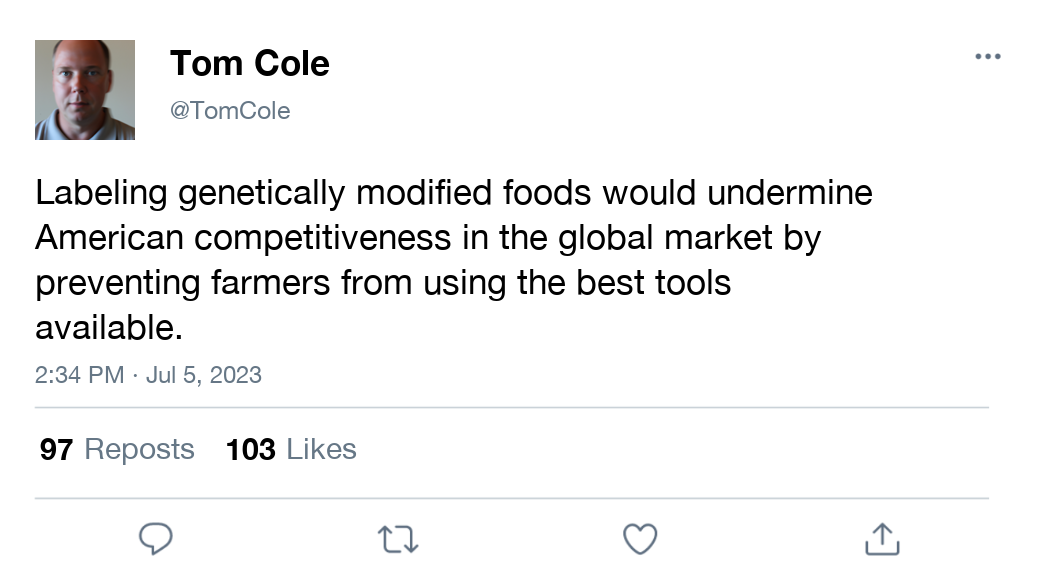 Tom Cole
@TomCole
Labeling genetically modified foods would undermine
American competitiveness in the global market by
preventing farmers from using the best tools
available.
2:34 PM · Jul 5, 2023
97 Reposts 103 Likes